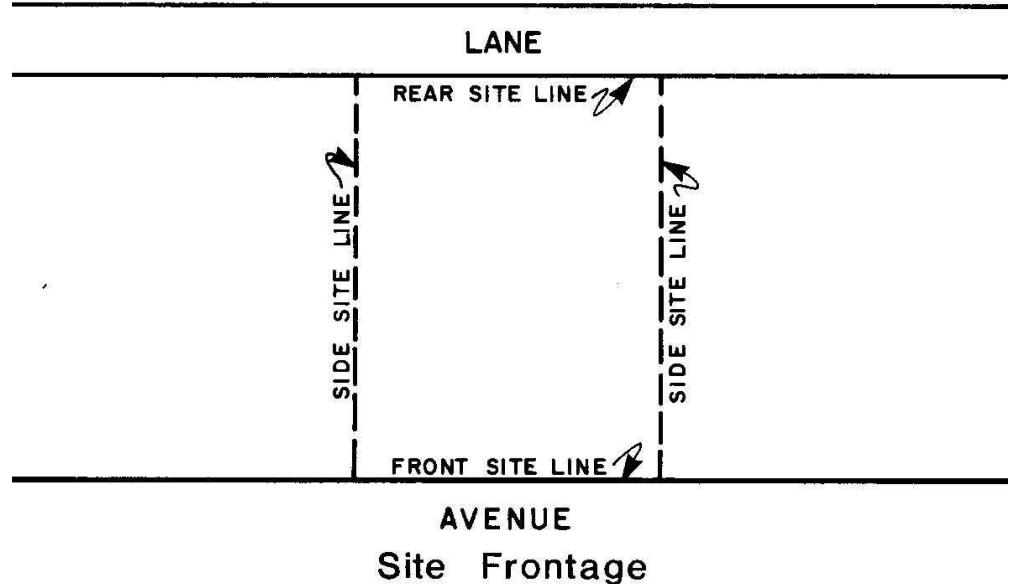 LANE
REAR SITE LINE
SIDE SITE LINE
SIDE SITE LINE
FRONT SITE LINE
AVENUE
Site Frontage